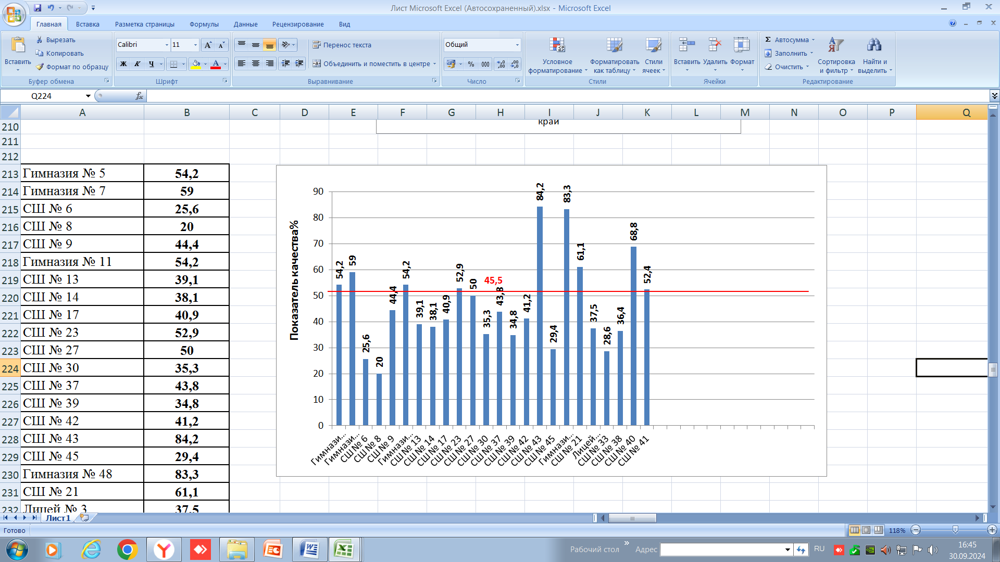 Лист Microsoft Excel (Автосохраненный).xlsx - Microsoft Excel
Главная Вставка Разметка страницы Формулы Данные Рецензирование Вид
Вставить
Вырезать
Копировать
Формат по образцу
Буфер обмена
Calibri 11
Ж К Ч
Шрифт
Перенос текста
Объединить и поместить в центре
Выравнивание
Общий
% 000
Число
Условное форматирование
Форматировать как таблицу
Стили ячеек
Стили
Вставить Удалить Формат
Ячейки
Σ Автосумма
Заполнить
Очистить
Сортировка и фильтр
Найти и выделить
Редактирование
Q224 fx
A B C D E F G H I J K L M N O P Q
210
край
211
212
213 Гимназия № 5 54,2
214 Гимназия № 7 59
215 СШ № 6 25,6
216 СШ № 8 20
217 СШ № 9 44,4
218 Гимназия № 11 54,2
219 СШ № 13 39,1
220 СШ № 14 38,1
221 СШ № 17 40,9
222 СШ № 23 52,9
223 СШ № 27 50
224 СШ № 30 35,3
225 СШ № 37 43,8
226 СШ № 39 34,8
227 СШ № 42 41,2
228 СШ № 43 84,2
229 СШ № 45 29,4
230 Гимназия № 48 83,3
231 СШ № 21 61,1
232 Лицей № 3 37,5
Показатель качества%
90
80
70
60
50
40
30
20
10
0
54,2 59 25,6 20 44,4 54,2 39,1 38,1 40,9 52,9 50 35,3 43,8 34,8 41,2 84,2 29,4 83,3 61,1 37,5 28,6 36,4 68,8 52,4
45,5
Гимнази...
Гимнази...
СШ № 6
СШ № 8
СШ № 9
Гимнази...
СШ № 13
СШ № 14
СШ № 17
СШ № 23
СШ № 27
СШ № 30
СШ № 37
СШ № 39
СШ № 42
СШ № 43
СШ № 45
Гимнази...
СШ № 21
Лицей...
СШ № 33
СШ № 38
СШ № 40
СШ № 41
Лист1
Готово 118%
Рабочий стол » Адрес RU
16:45
30.09.2024